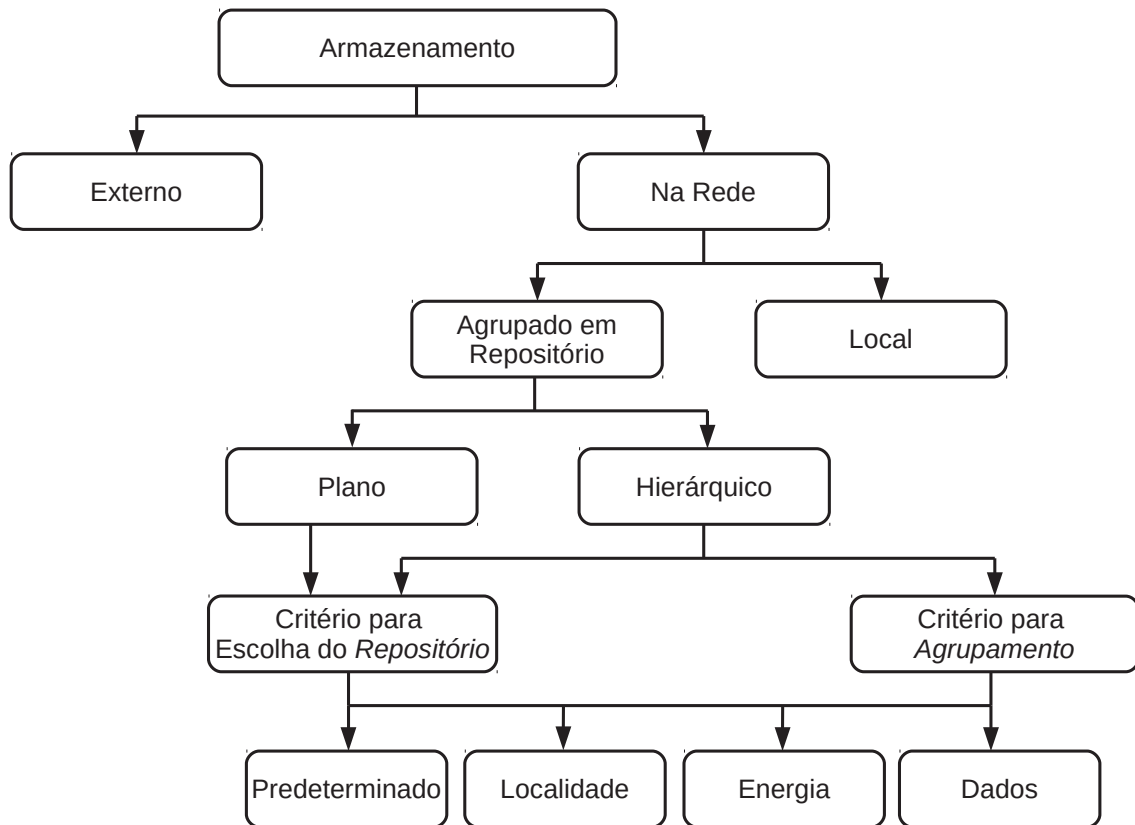 Armazenamento
Externo
Na Rede
Agrupado em
Repositório
Local
Plano
Hierárquico
Critério para
Escolha do Repositório
Critério para
Agrupamento
Predeterminado
Localidade
Energia
Dados